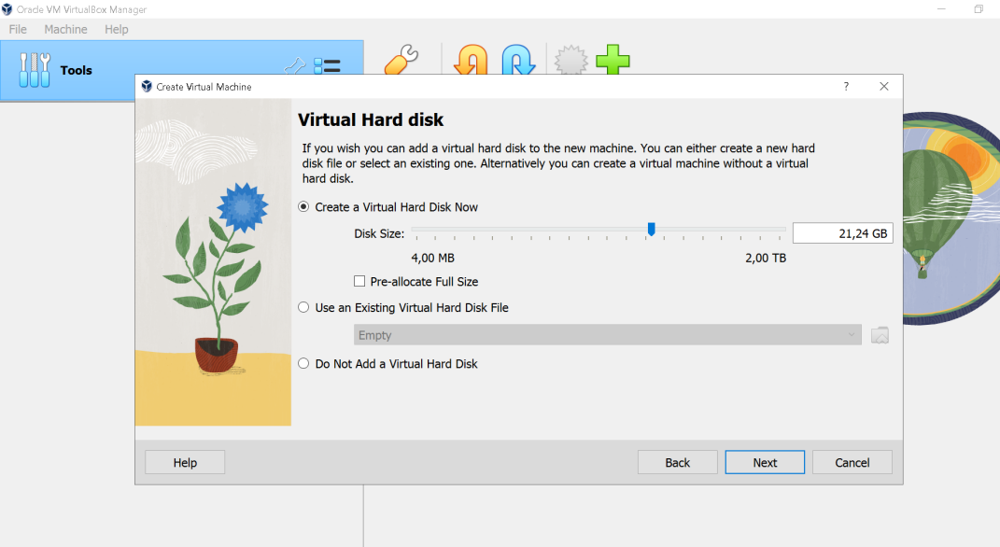 Oracle VM VirtualBox Manager
File Machine Help
Tools
Create Virtual Machine
?
Virtual Hard disk
If you wish you can add a virtual hard disk to the new machine. You can either create a new hard
disk file or select an existing one. Alternatively you can create a virtual machine without a virtual
hard disk.
Create a Virtual Hard Disk Now
Disk Size:
21,24 GB
4,00 MB 2,00 TB
Pre-allocate Full Size
Use an Existing Virtual Hard Disk File
Empty
Do Not Add a Virtual Hard Disk
Help Back Next Cancel